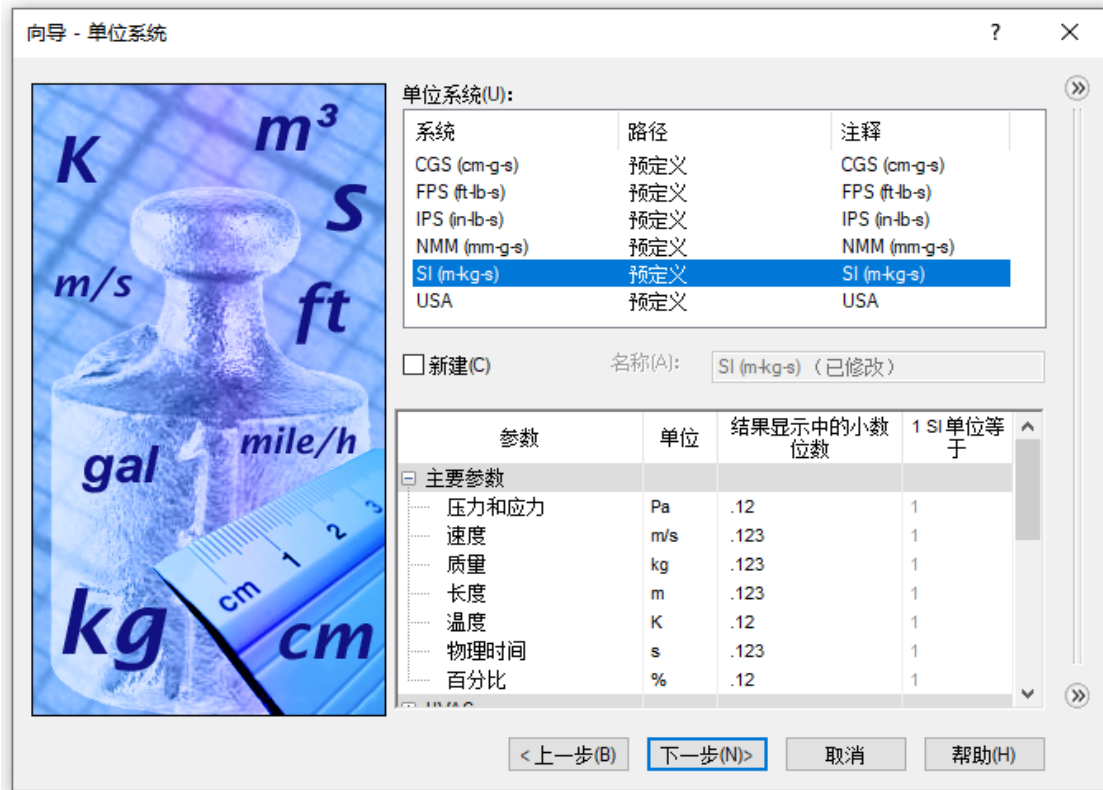 向导 - 单位系统
?
K
m³
S
m/s
ft
gal
mile/h
1 2 3
cm
kg
cm
单位系统(U):
系统 路径 注释
CGS (cm-g-s) 预定义 CGS (cm-g-s)
FPS (ft-lb-s) 预定义 FPS (ft-lb-s)
IPS (in-lb-s) 预定义 IPS (in-lb-s)
NMM (mm-g-s) 预定义 NMM (mm-g-s)
SI (m-kg-s) 预定义 SI (m-kg-s)
USA 预定义 USA
新建(C) 名称(A): SI (m-kg-s)（已修改）
参数 单位 结果显示中的小数位数 1 SI单位等于
主要参数
压力和应力 Pa .12 1
速度 m/s .123 1
质量 kg .123 1
长度 m .123 1
温度 K .12 1
物理时间 s .123 1
百分比 % .12 1
<上一步(B) 下一步(N)> 取消 帮助(H)